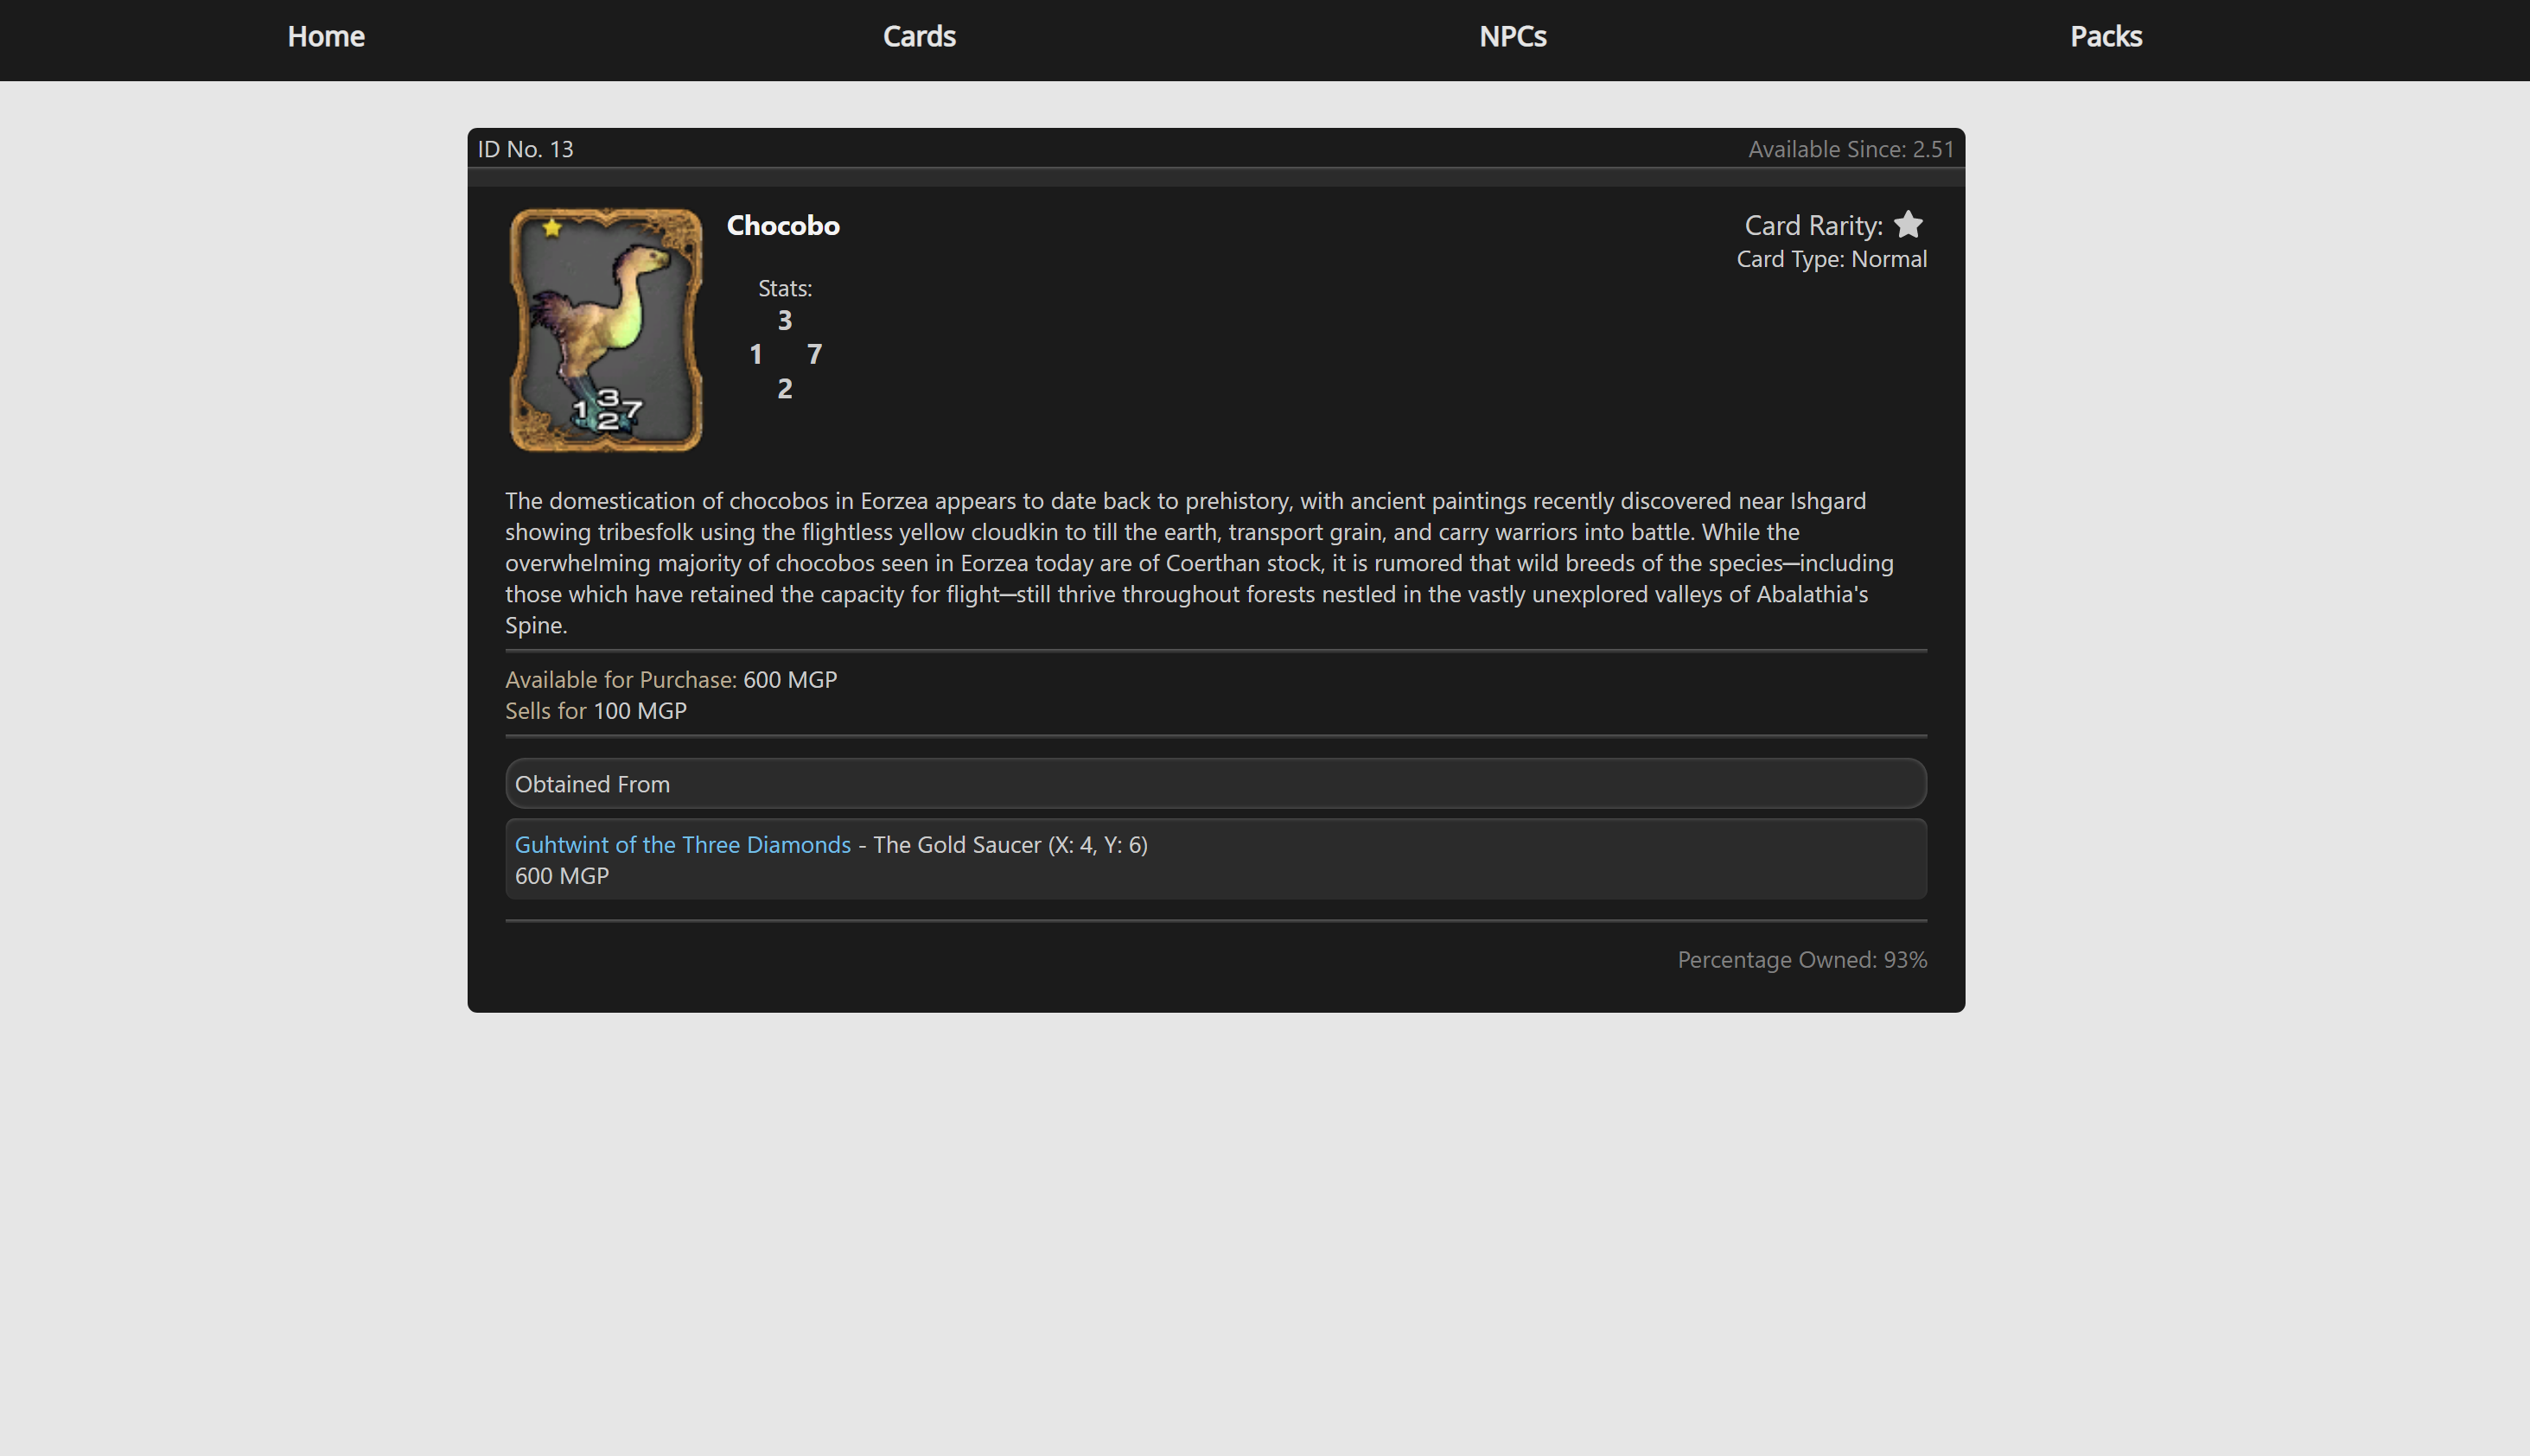 Home Cards NPCs Packs
ID No. 13 Available Since: 2.51
Chocobo
Card Rarity:
Card Type: Normal
Stats:
3
1 7
2
3
1 7
2
The domestication of chocobos in Eorzea appears to date back to prehistory, with ancient paintings recently discovered near Ishgard
showing tribesfolk using the flightless yellow cloudkin to till the earth, transport grain, and carry warriors into battle. While the
overwhelming majority of chocobos seen in Eorzea today are of Coerthan stock, it is rumored that wild breeds of the species—including
those which have retained the capacity for flight—still thrive throughout forests nestled in the vastly unexplored valleys of Abalathia's
Spine.
Available for Purchase: 600 MGP
Sells for 100 MGP
Obtained From
Guhtwint of the Three Diamonds - The Gold Saucer (X: 4, Y: 6)
600 MGP
Percentage Owned: 93%